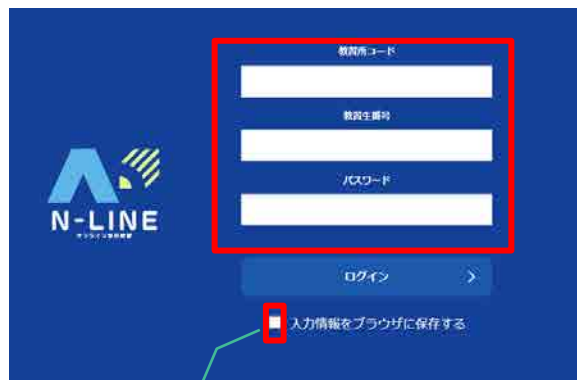 教習所コード
教習生番号
パスワード
N-LINE
ログイン
入力情報をブラウザに保存する